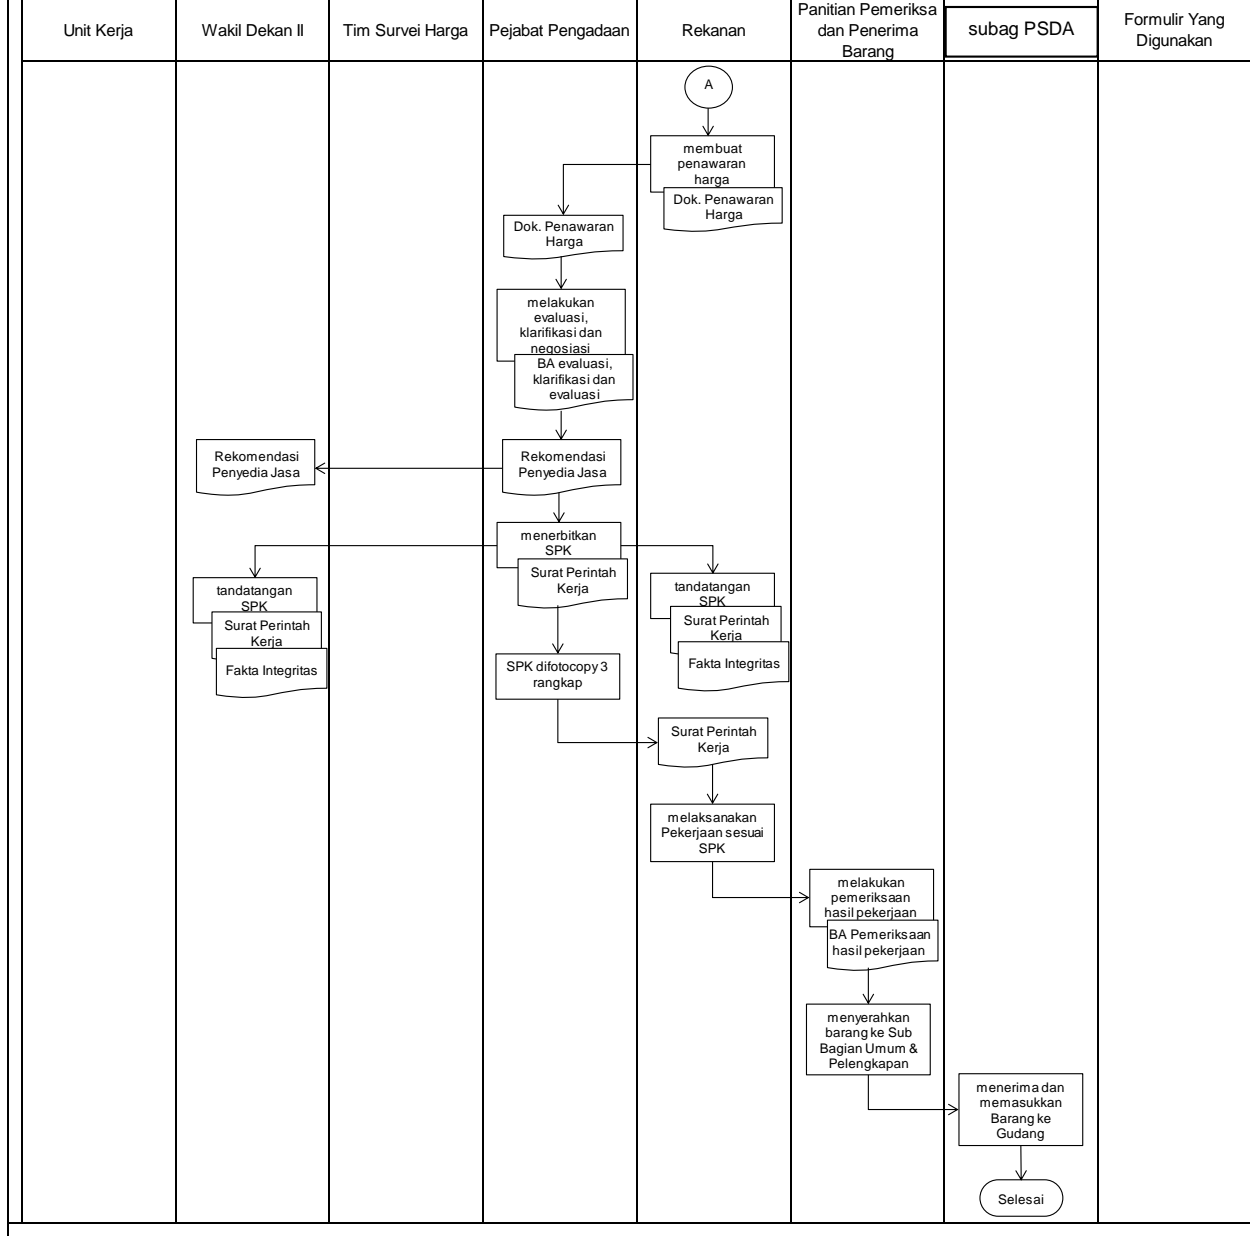 Unit Kerja
Wakil Dekan II
Tim Survei Harga
Pejabat Pengadaan
Rekanan
Panitian Pemeriksa
dan Penerima
Barang
subag PSDA
Formulir Yang
Digunakan
A
membuat
penawaran
harga
Dok. Penawaran
Harga
Dok. Penawaran
Harga
melakukan
evaluasi,
klarifikasi dan
negosiasi
BA evaluasi,
klarifikasi dan
evaluasi
Rekomendasi
Penyedia Jasa
Rekomendasi
Penyedia Jasa
menerbitkan
SPK
Surat Perintah
Kerja
tandatangan
SPK
Surat Perintah
Kerja
Fakta Integritas
tandatangan
SPK
Surat Perintah
Kerja
Fakta Integritas
SPK difotocopy 3
rangkap
Surat Perintah
Kerja
melaksanakan
Pekerjaan sesuai
SPK
melakukan
pemeriksaan
hasil pekerjaan
BA Pemeriksaan
hasil pekerjaan
menyerahkan
barang ke Sub
Bagian Umum &
Pelengkapan
menerima dan
memasukkan
Barang ke
Gudang
Selesai